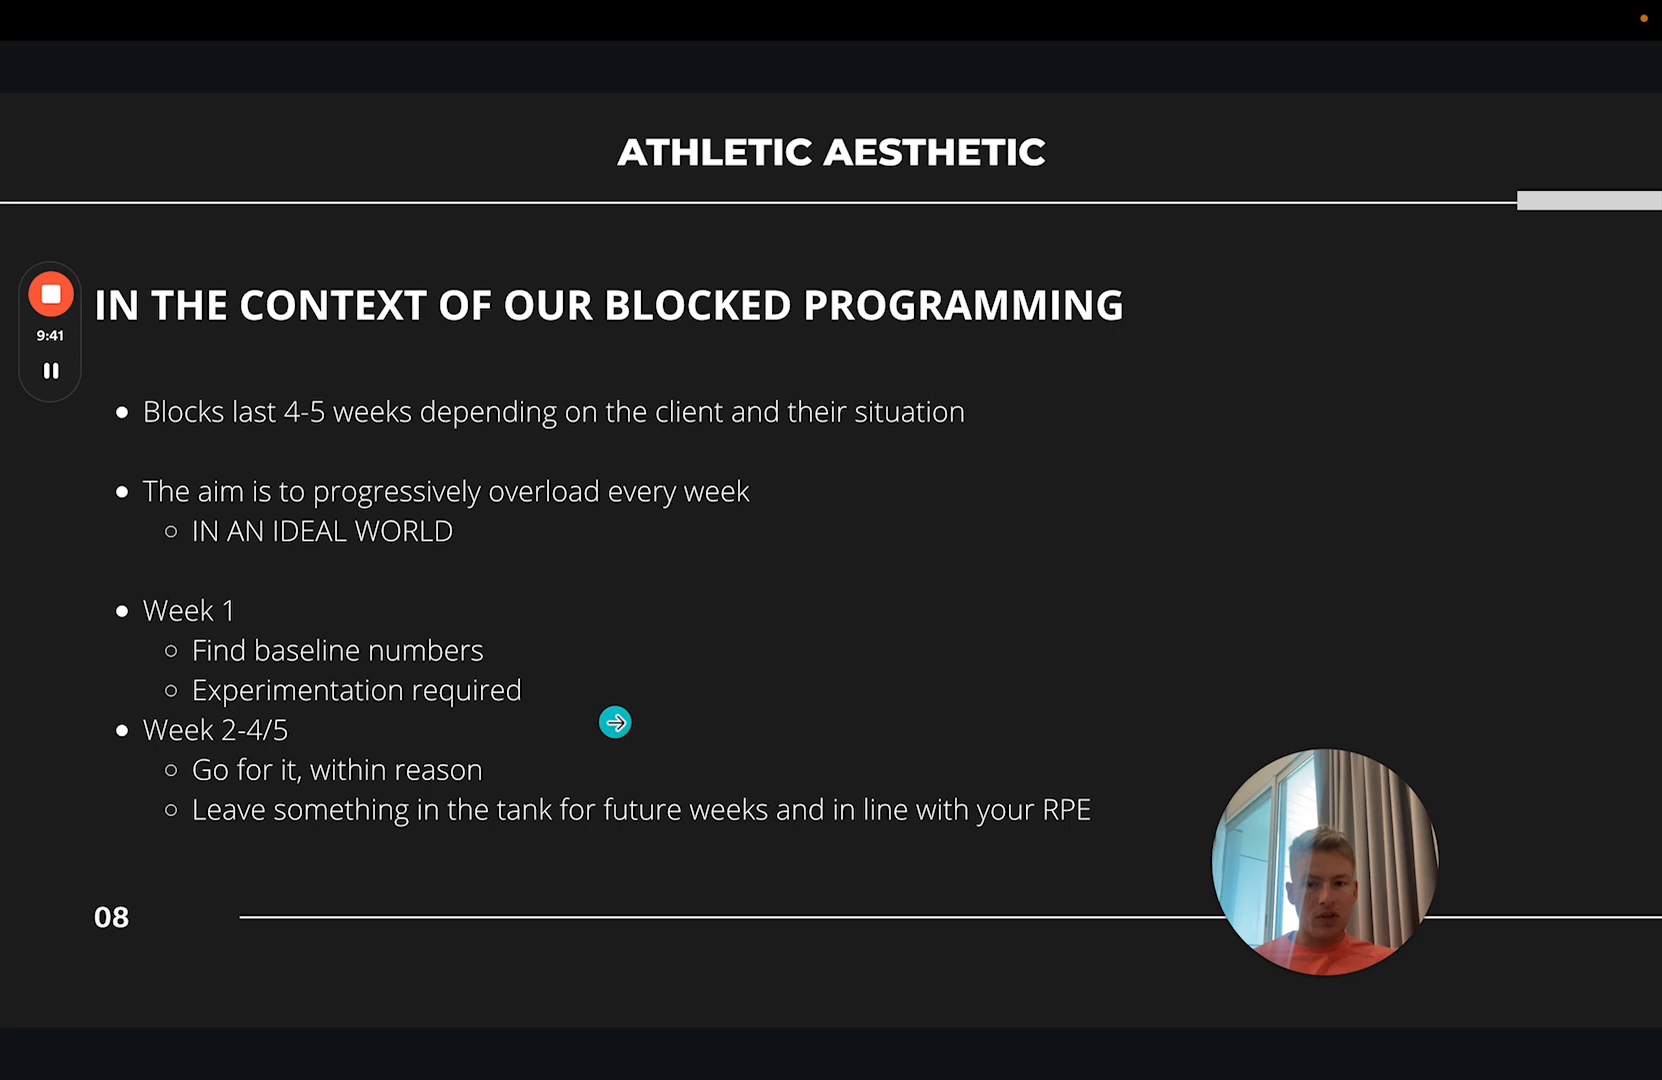 ATHLETIC AESTHETIC
IN THE CONTEXT OF OUR BLOCKED PROGRAMMING
9:41
Blocks last 4-5 weeks depending on the client and their situation
The aim is to progressively overload every week
IN AN IDEAL WORLD
Week 1
Find baseline numbers
Experimentation required
Week 2-4/5
Go for it, within reason
Leave something in the tank for future weeks and in line with your RPE
08